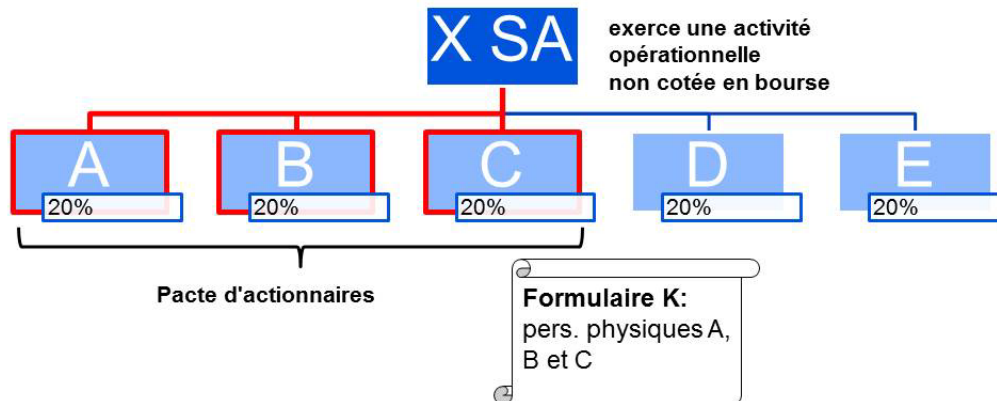 X SA
exerce une activité
opérationnelle
non cotée en bourse
A
B
C
D
E
20%
20%
20%
20%
20%
Pacte d'actionnaires
Formulaire K:
pers. physiques A,
B et C